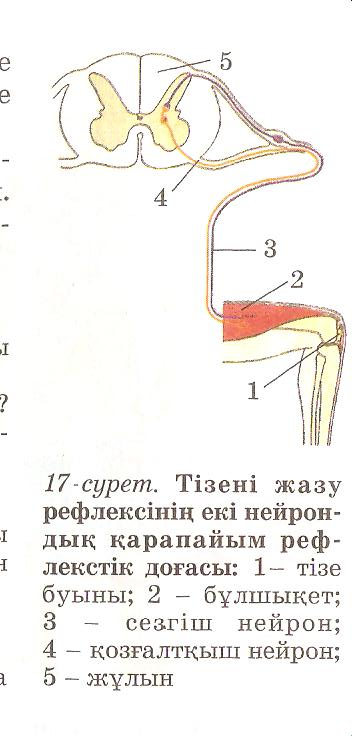 5
4
3
2
1
17-сурет. Тізені жазу
рефлексінің екі нейрон-
дық қарапайым реф-
лекстік доғасы: 1– тізе
буыны; 2 – бұлшықет;
3 – сезгіш нейрон;
4 – қозғалтқыш нейрон;
5 – жұлын